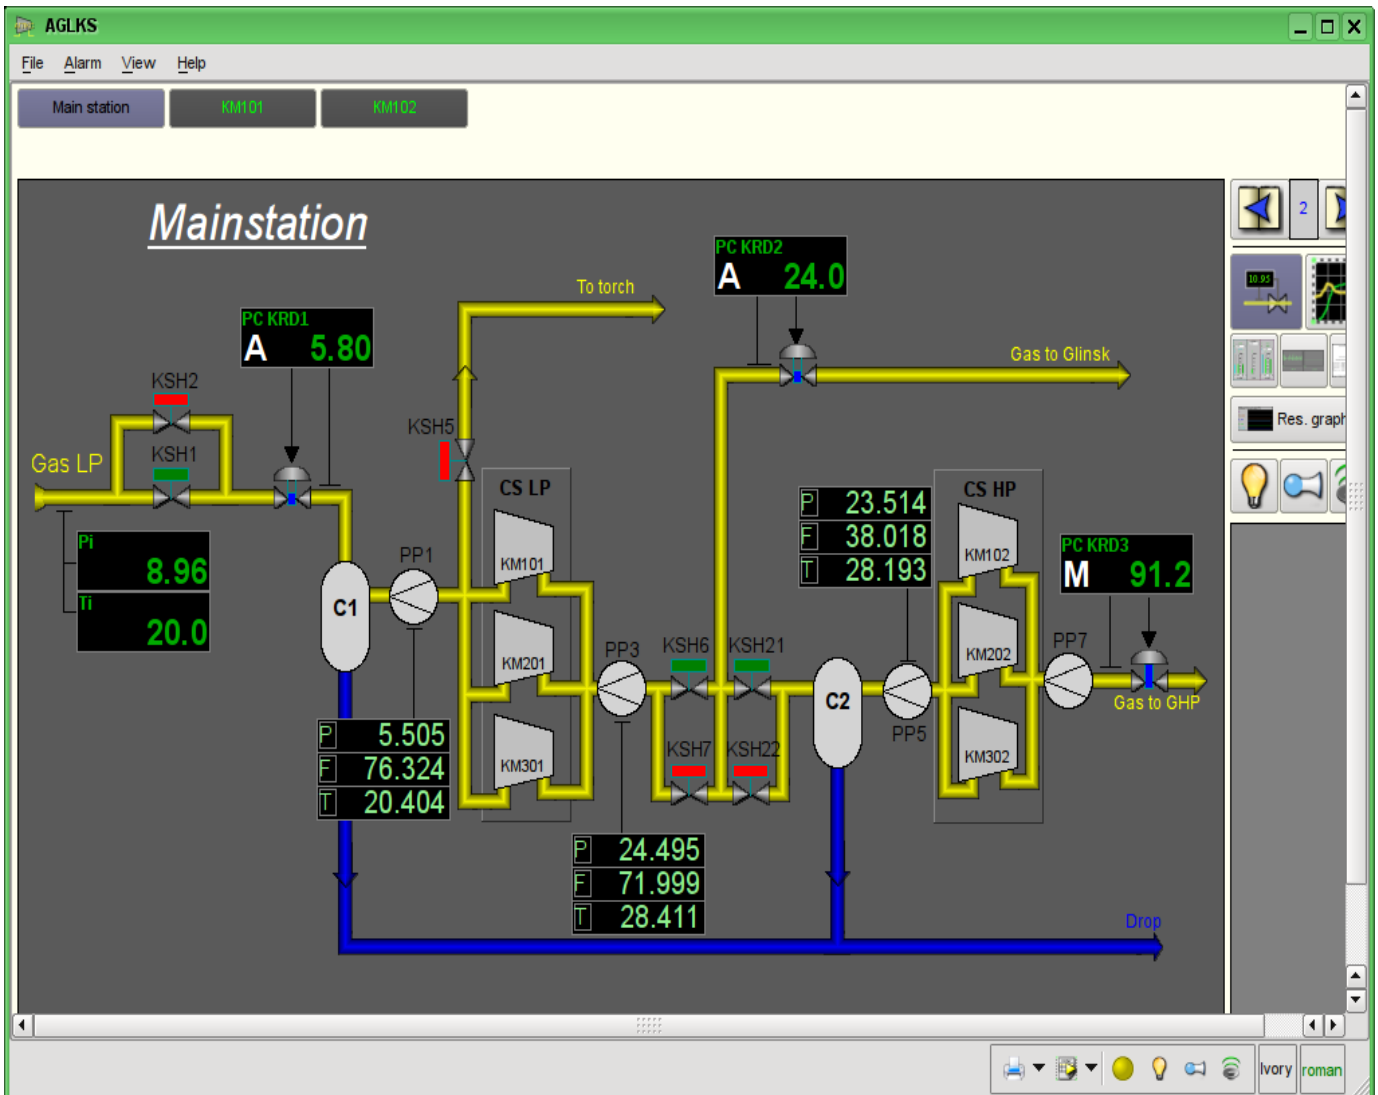 AGLKS
File Alarm View Help
Main station KM101 KM102
Mainstation
2
PC KRD2
A 24.0
To torch
10.95
PC KRD1
A 5.80
Gas to Glinsk
KSH2
KSH5
Res. graph
KSH1
Gas LP
CS LP
CS HP
P 23.514
F 38.018
T 28.193
Pi
8.96
Ti
20.0
PP1
KM101
KM102
PC KRD3
M 91.2
C1
KM201
KM202
PP3
KSH6
KSH21
PP7
C2
Gas to GHP
PP5
P 5.505
F 76.324
T 20.404
KM301
KSH7
KSH22
KM302
P 24.495
F 71.999
T 28.411
Drop
Ivory roman